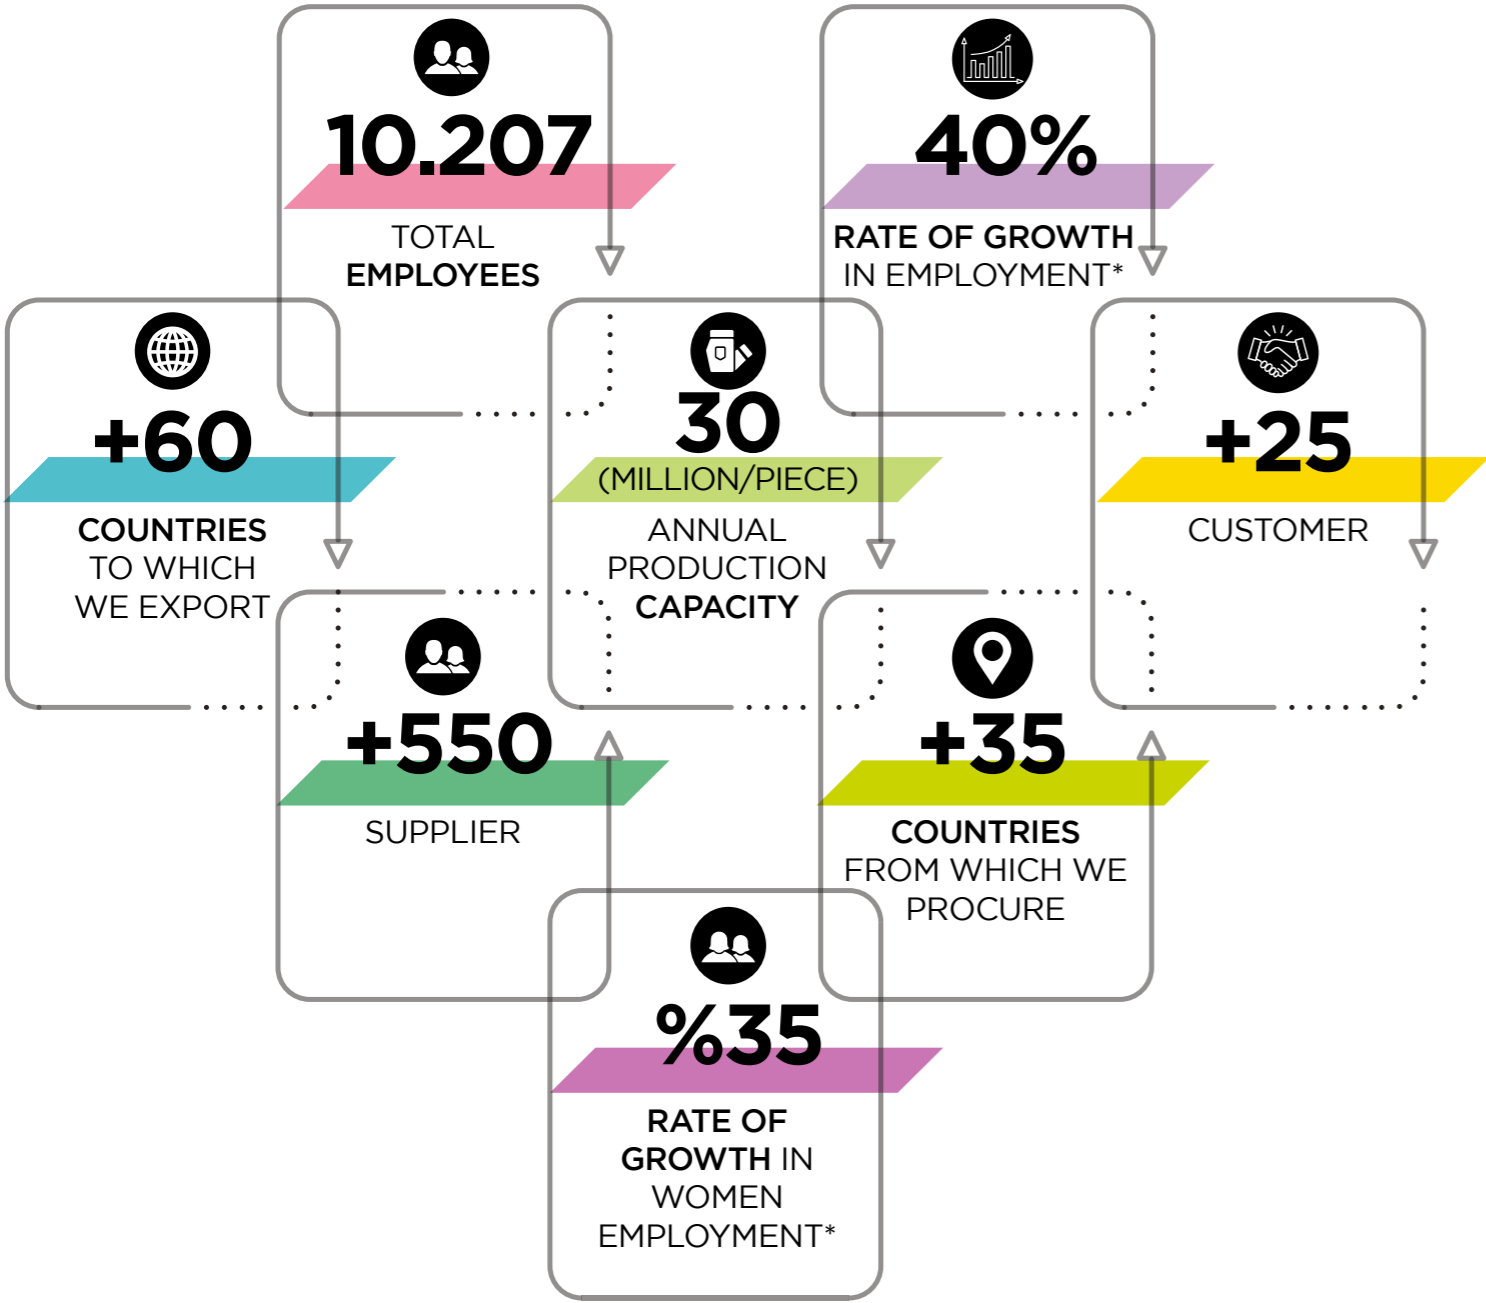 10.207
TOTAL
EMPLOYEES
40%
RATE OF GROWTH
IN EMPLOYMENT*
+60
COUNTRIES
TO WHICH
WE EXPORT
30
(MILLION/PIECE)
ANNUAL
PRODUCTION
CAPACITY
+25
CUSTOMER
+550
SUPPLIER
+35
COUNTRIES
FROM WHICH WE
PROCURE
%35
RATE OF
GROWTH IN
WOMEN
EMPLOYMENT*